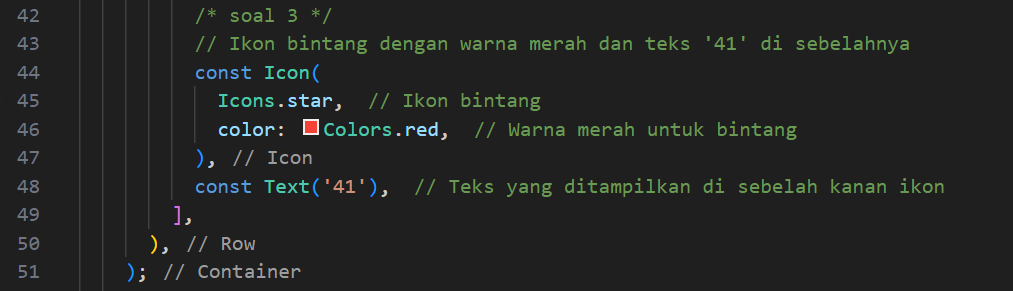 42 /* soal 3 */
43 // Ikon bintang dengan warna merah dan teks '41' di sebelahnya
44 const Icon(
45 Icons.star, // Ikon bintang
46 color: Colors.red, // Warna merah untuk bintang
47 ), // Icon
48 const Text('41'), // Teks yang ditampilkan di sebelah kanan ikon
49 ],
50 ), // Row
51 ); // Container